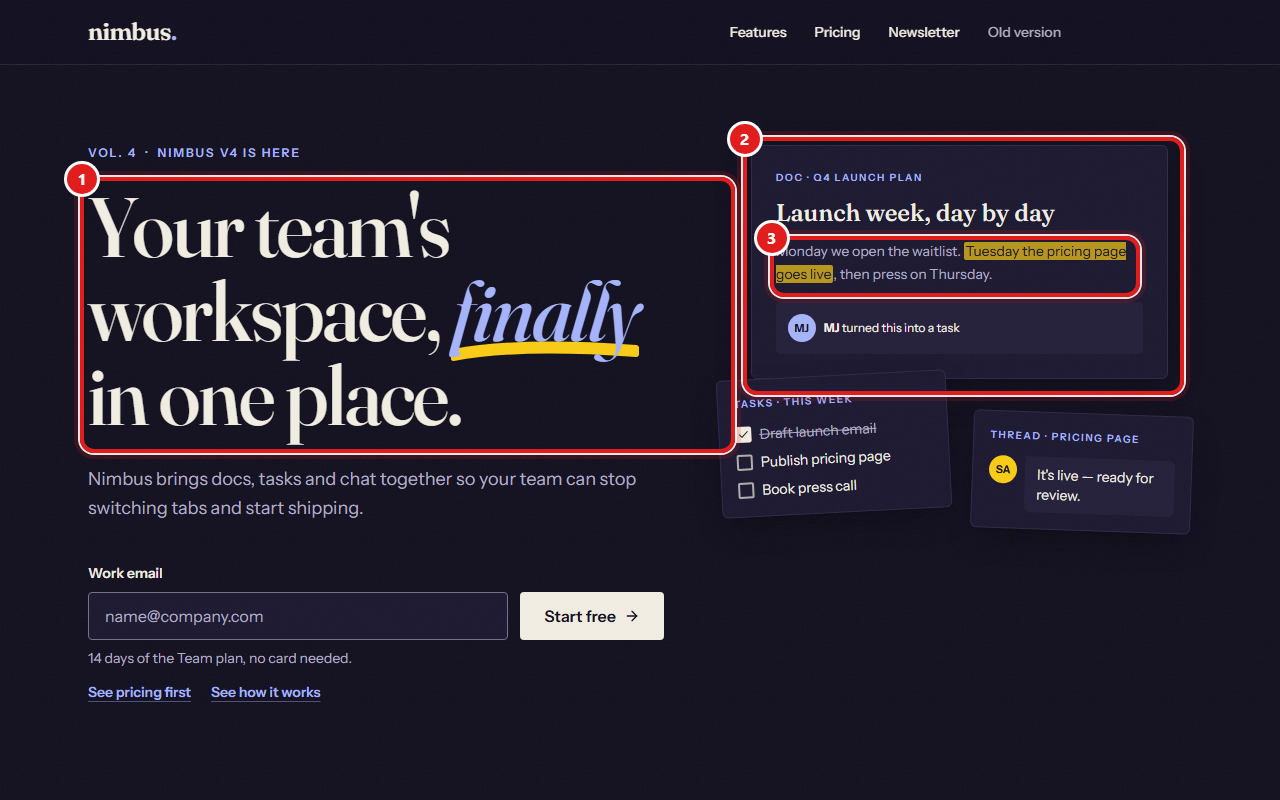 nimbus.
Features
Pricing
Newsletter
Old version
VOL. 4 · NIMBUS V4 IS HERE
1
Your team's
workspace, finally
in one place.
Nimbus brings docs, tasks and chat together so your team can stop
switching tabs and start shipping.
Work email
name@company.com
Start free →
14 days of the Team plan, no card needed.
See pricing first
See how it works
2
DOC · Q4 LAUNCH PLAN
Launch week, day by day
3
Monday we open the waitlist. Tuesday the pricing page
goes live, then press on Thursday.
MJ
MJ turned this into a task
TASKS · THIS WEEK
Draft launch email
Publish pricing page
Book press call
THREAD · PRICING PAGE
SA
It's live — ready for
review.